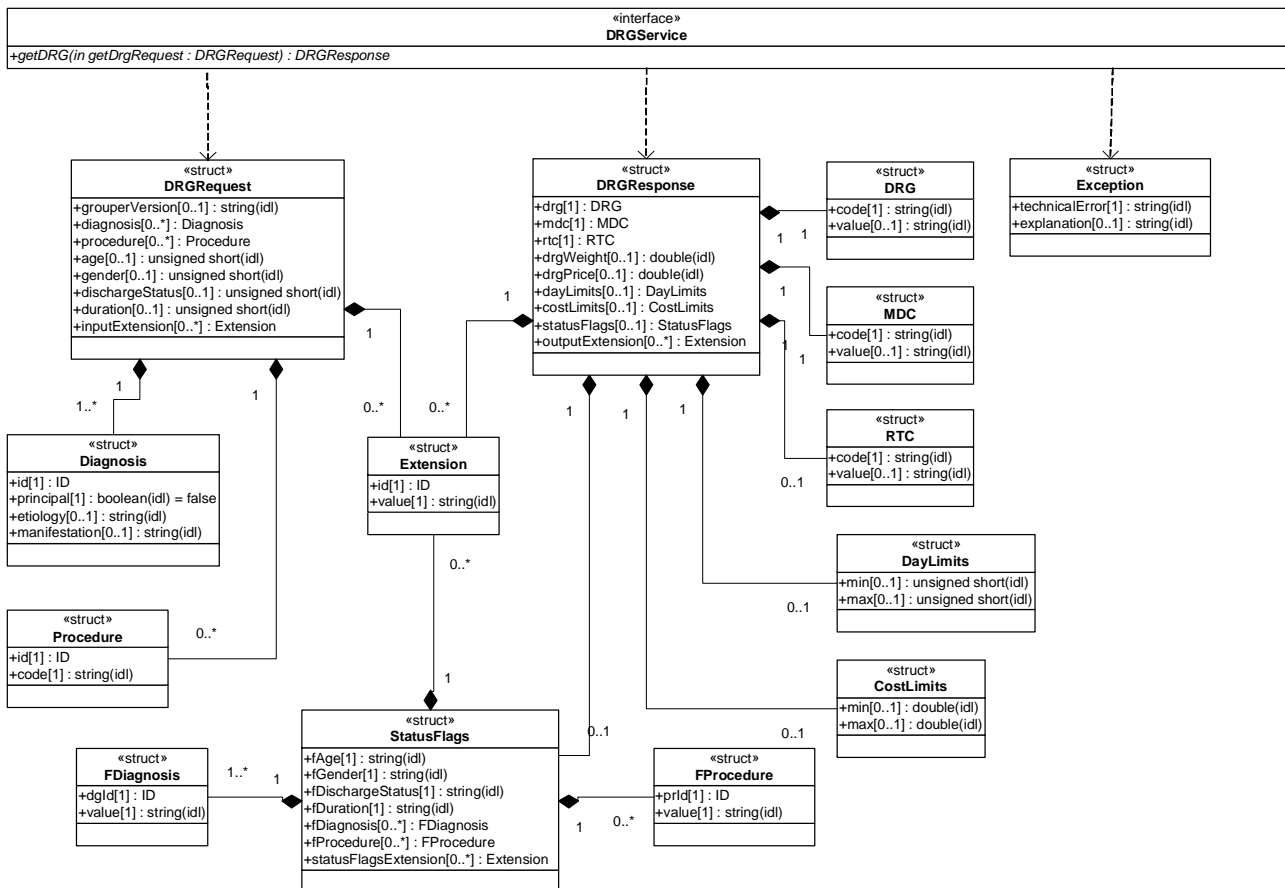 «interface»
DRGService
+getDRG(in getDrgRequest : DRGRequest) : DRGResponse
«struct»
DRGRequest
+grouperVersion[0..1] : string(idl)
+diagnosis[0..*] : Diagnosis
+procedure[0..*] : Procedure
+age[0..1] : unsigned short(idl)
+gender[0..1] : unsigned short(idl)
+dischargeStatus[0..1] : unsigned short(idl)
+duration[0..1] : unsigned short(idl)
+inputExtension[0..*] : Extension
«struct»
DRGResponse
+drg[1] : DRG
+mdc[1] : MDC
+rtc[1] : RTC
+drgWeight[0..1] : double(idl)
+drgPrice[0..1] : double(idl)
+dayLimits[0..1] : DayLimits
+costLimits[0..1] : CostLimits
+statusFlags[0..1] : StatusFlags
+outputExtension[0..*] : Extension
«struct»
DRG
+code[1] : string(idl)
+value[0..1] : string(idl)
«struct»
Exception
+technicalError[1] : string(idl)
+explanation[0..1] : string(idl)
1
1
«struct»
MDC
+code[1] : string(idl)
+value[0..1] : string(idl)
1
1
1
«struct»
RTC
+code[1] : string(idl)
+value[0..1] : string(idl)
1
0..1
1
1
1
1..*
0..*
0..*
1
1
1
1
«struct»
Diagnosis
+id[1] : ID
+principal[1] : boolean(idl) = false
+etiology[0..1] : string(idl)
+manifestation[0..1] : string(idl)
«struct»
Extension
+id[1] : ID
+value[1] : string(idl)
0..*
«struct»
DayLimits
+min[0..1] : unsigned short(idl)
+max[0..1] : unsigned short(idl)
0..1
«struct»
Procedure
+id[1] : ID
+code[1] : string(idl)
0..*
1
«struct»
CostLimits
+min[0..1] : double(idl)
+max[0..1] : double(idl)
0..1
«struct»
StatusFlags
+fAge[1] : string(idl)
+fGender[1] : string(idl)
+fDischargeStatus[1] : string(idl)
+fDuration[1] : string(idl)
+fDiagnosis[0..*] : FDiagnosis
+fProcedure[0..*] : FProcedure
+statusFlagsExtension[0..*] : Extension
0..1
«struct»
FDiagnosis
+dgId[1] : ID
+value[1] : string(idl)
1..*
1
«struct»
FProcedure
+prId[1] : ID
+value[1] : string(idl)
1
0..*